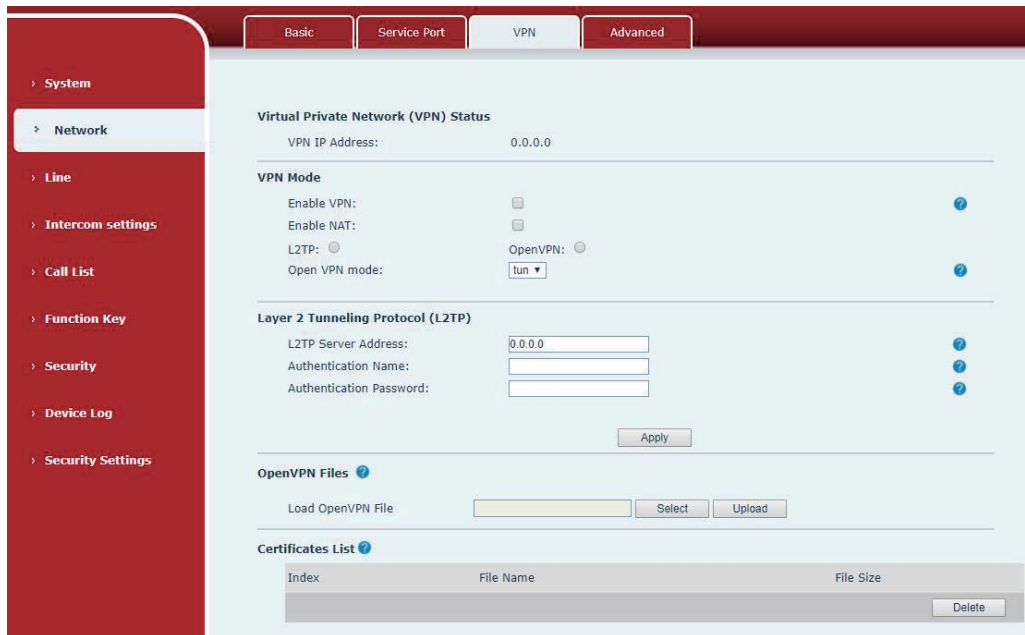 Basic Service Port VPN Advanced
› System
› Network
› Line
› Intercom settings
› Call List
› Function Key
› Security
› Device Log
› Security Settings
Virtual Private Network (VPN) Status
VPN IP Address: 0.0.0.0
VPN Mode
Enable VPN: ?
Enable NAT:
L2TP: OpenVPN:
Open VPN mode: tun ?
Layer 2 Tunneling Protocol (L2TP)
L2TP Server Address: 0.0.0.0 ?
Authentication Name: ?
Authentication Password: ?
Apply
OpenVPN Files ?
Load OpenVPN File Select Upload
Certificates List ?
Index File Name File Size
Delete